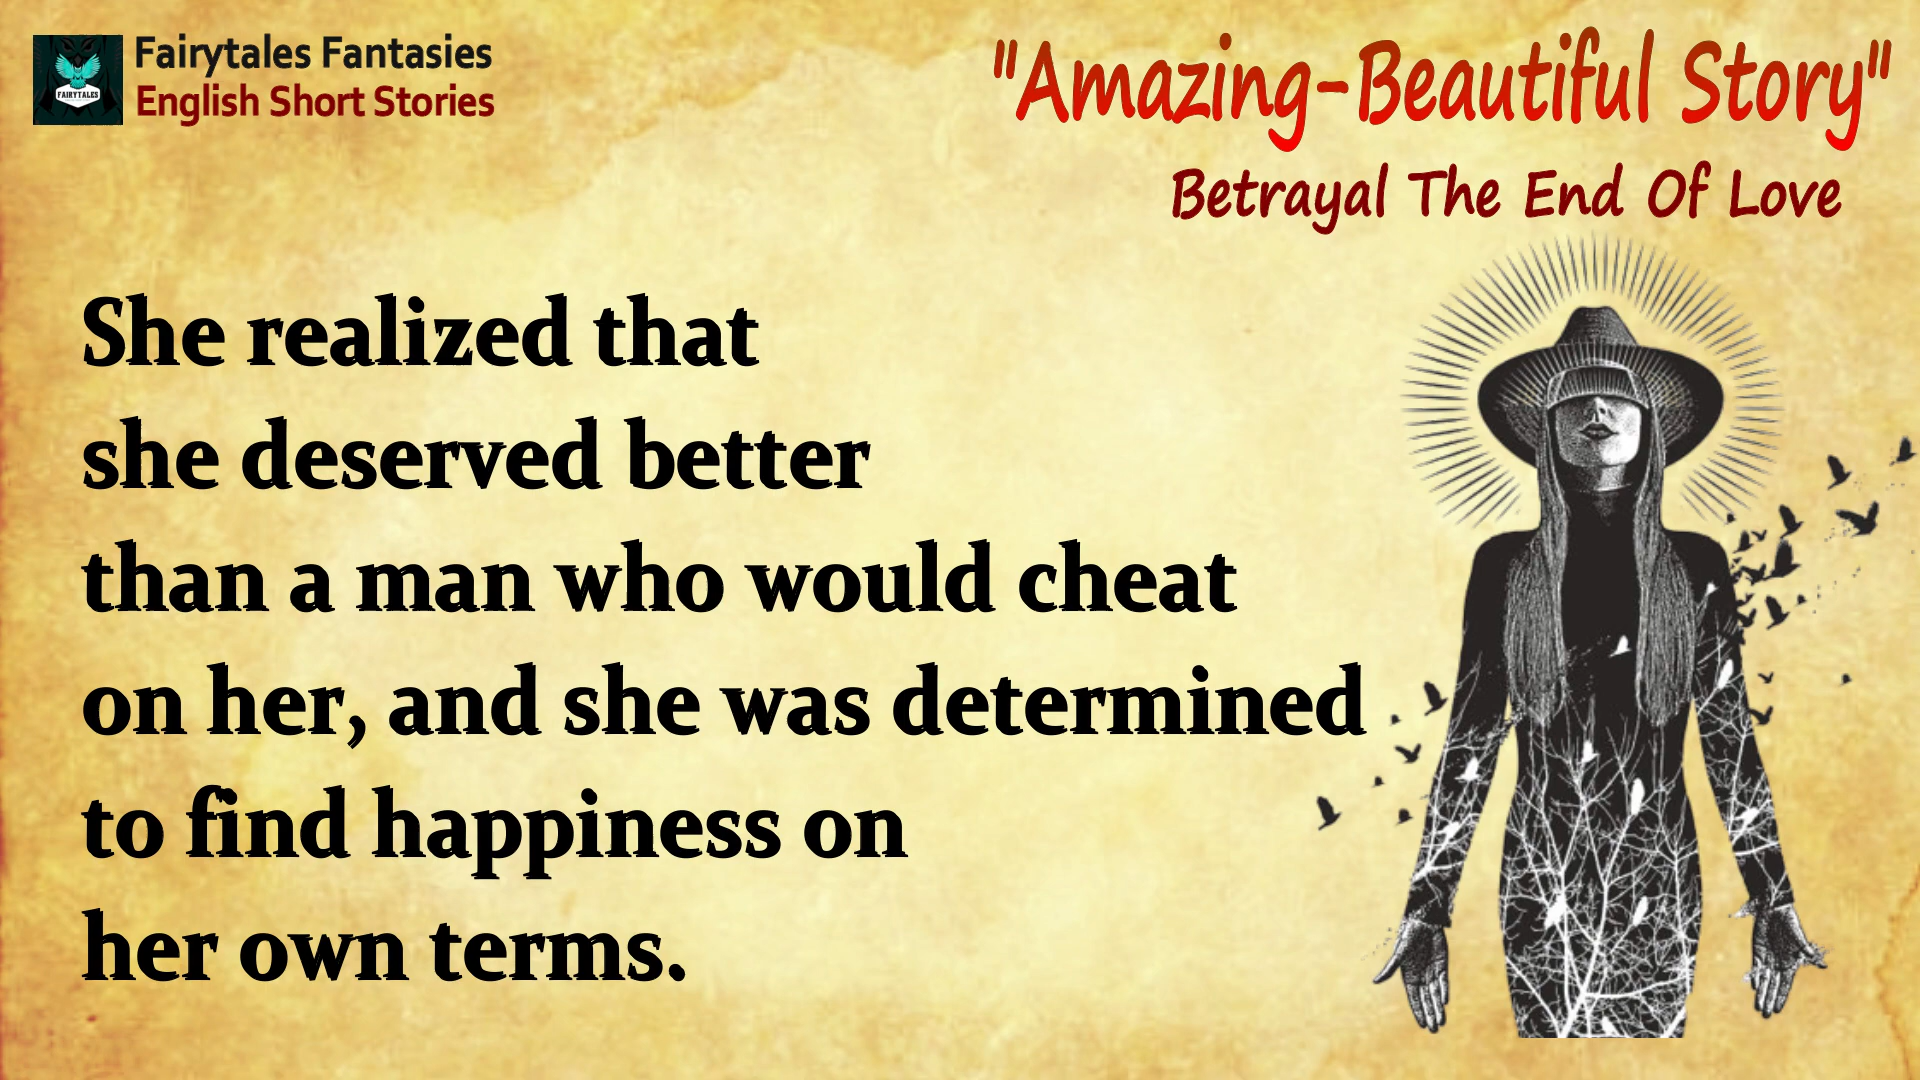 Fairytales Fantasies
English Short Stories
FAIRYTALES
"Amazing-Beautiful Story"
Betrayal The End Of Love
She realized that
she deserved better
than a man who would cheat
on her, and she was determined
to find happiness on
her own terms.